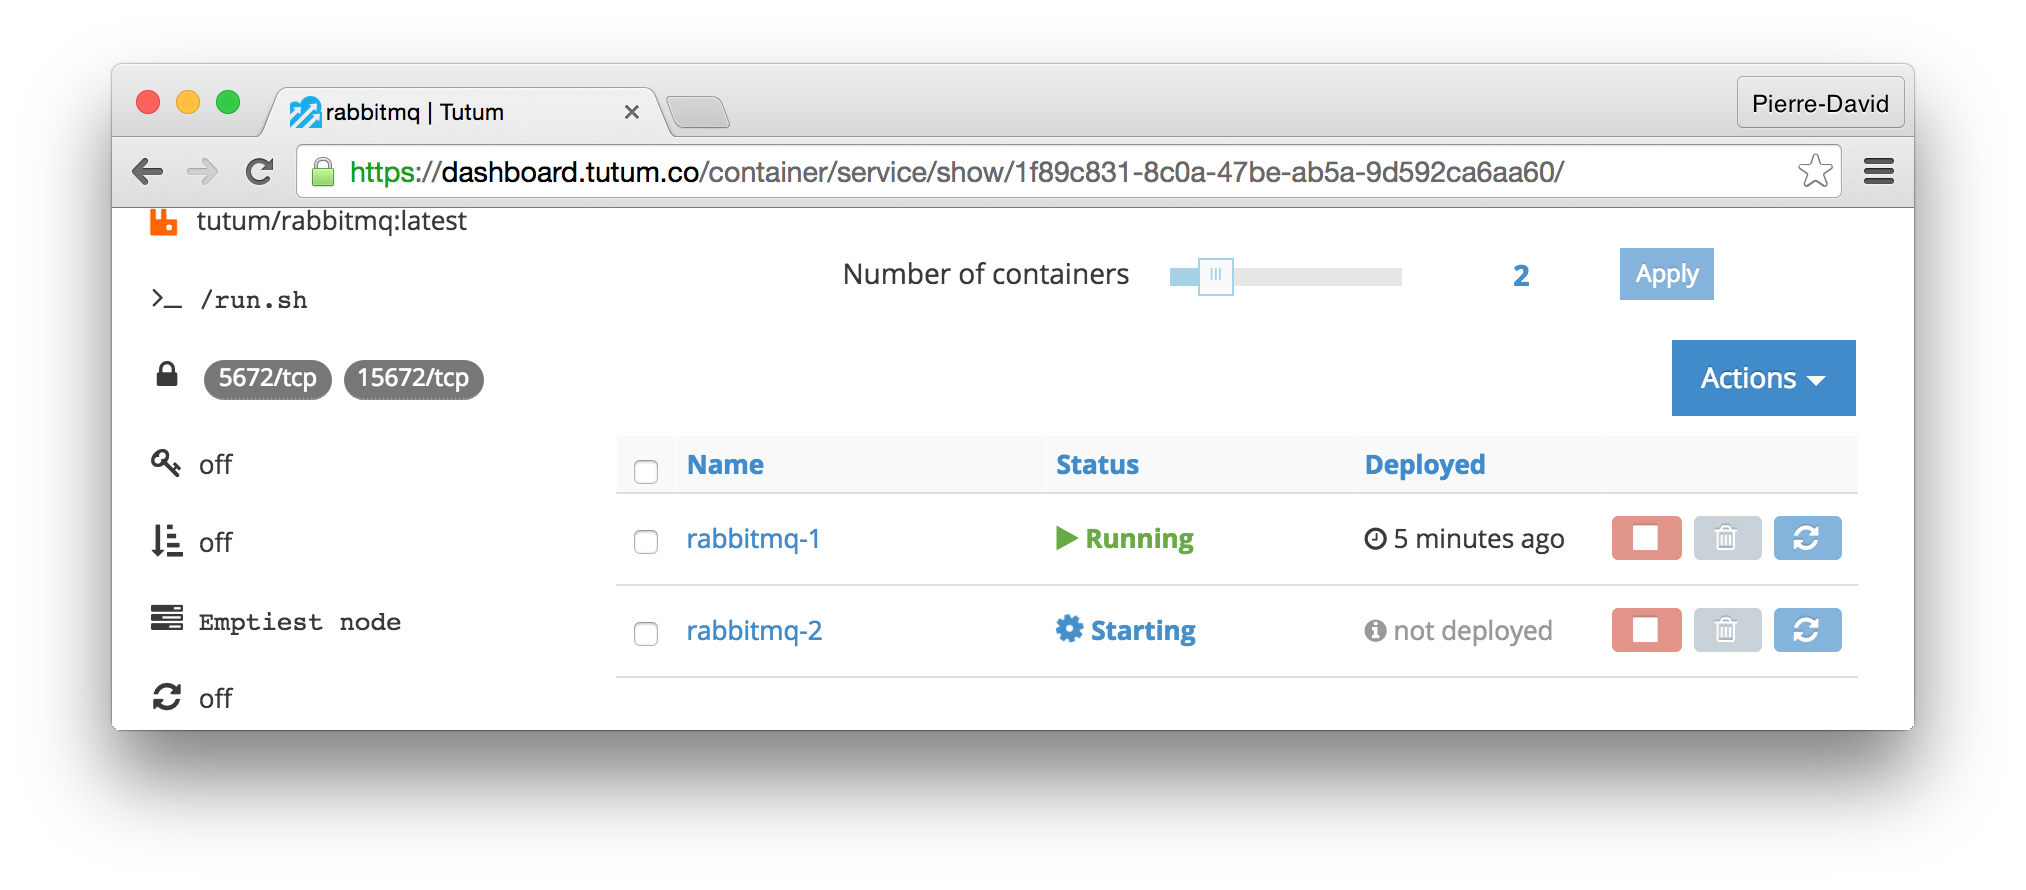 rabbitmq | Tutum
Pierre-David
https://dashboard.tutum.co/container/service/show/1f89c831-8c0a-47be-ab5a-9d592ca6aa60/
tutum/rabbitmq:latest
Number of containers 2 Apply
/run.sh
5672/tcp 15672/tcp
Actions
off
Name Status Deployed
off
rabbitmq-1 Running 5 minutes ago
Emptiest node
rabbitmq-2 Starting not deployed
off